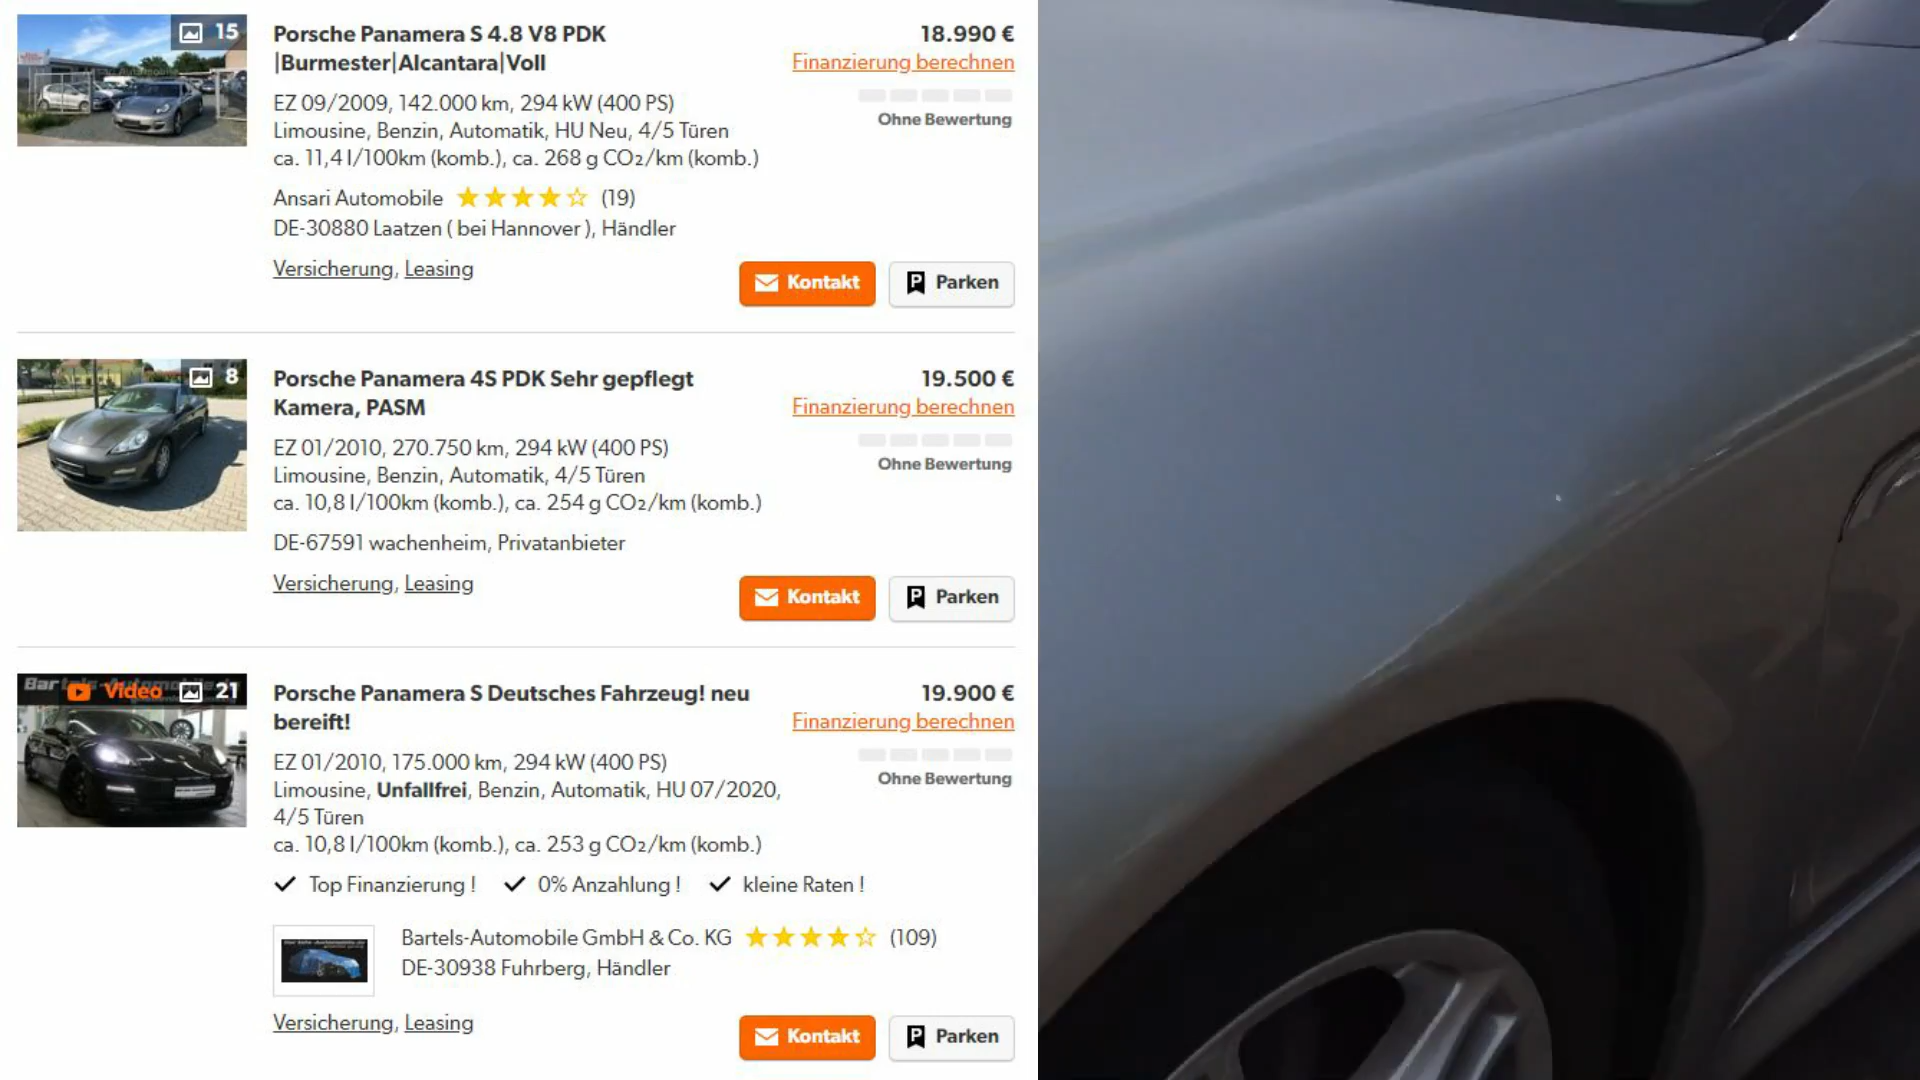 15
Porsche Panamera S 4.8 V8 PDK
|Burmester|Alcantara|Voll
18.990 €
Finanzierung berechnen
Ohne Bewertung
EZ 09/2009, 142.000 km, 294 kW (400 PS)
Limousine, Benzin, Automatik, HU Neu, 4/5 Türen
ca. 11,4 l/100km (komb.), ca. 268 g CO₂/km (komb.)
Ansari Automobile (19)
DE-30880 Laatzen ( bei Hannover ), Händler
Versicherung, Leasing
Kontakt
Parken
8
Porsche Panamera 4S PDK Sehr gepflegt
Kamera, PASM
19.500 €
Finanzierung berechnen
Ohne Bewertung
EZ 01/2010, 270.750 km, 294 kW (400 PS)
Limousine, Benzin, Automatik, 4/5 Türen
ca. 10,8 l/100km (komb.), ca. 254 g CO₂/km (komb.)
DE-67591 wachenheim, Privatanbieter
Versicherung, Leasing
Kontakt
Parken
Video
21
Porsche Panamera S Deutsches Fahrzeug! neu
bereift!
19.900 €
Finanzierung berechnen
Ohne Bewertung
EZ 01/2010, 175.000 km, 294 kW (400 PS)
Limousine, Unfallfrei, Benzin, Automatik, HU 07/2020,
4/5 Türen
ca. 10,8 l/100km (komb.), ca. 253 g CO₂/km (komb.)
Top Finanzierung ! 0% Anzahlung ! kleine Raten !
Bartels-Automobile GmbH & Co. KG (109)
DE-30938 Fuhrberg, Händler
Versicherung, Leasing
Kontakt
Parken